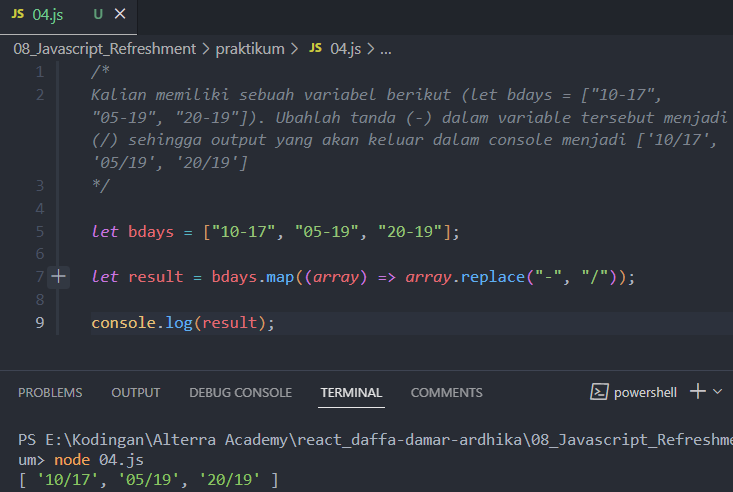 JS 04.js U ×
08_Javascript_Refreshment > praktikum > JS 04.js > ...
1 /*
2 Kalian memiliki sebuah variabel berikut (let bdays = ["10-17",
"05-19", "20-19"]). Ubahlah tanda (-) dalam variable tersebut menjadi
(/) sehingga output yang akan keluar dalam console menjadi ['10/17',
'05/19', '20/19']
3 */
4
5 let bdays = ["10-17", "05-19", "20-19"];
6
7 let result = bdays.map((array) => array.replace("-", "/"));
8
9 console.log(result);
PROBLEMS OUTPUT DEBUG CONSOLE TERMINAL COMMENTS powershell
PS E:\Kodingan\Alterra Academy\react_daffa-damar-ardhika\08_Javascript_Refreshme
um> node 04.js
[ '10/17', '05/19', '20/19' ]